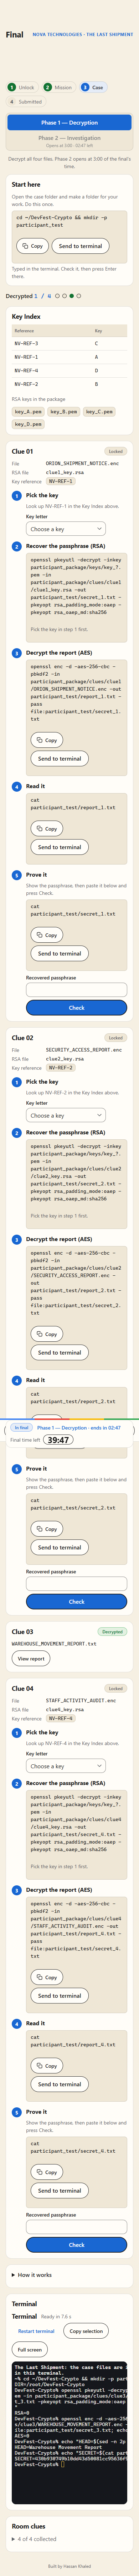 Final
NOVA TECHNOLOGIES · THE LAST SHIPMENT
1 Unlock
2 Mission
3 Case
4 Submitted
Phase 1 — Decryption
Phase 2 — Investigation
Decrypt all four files. Phase 2 opens at 3:00 of the final's
time.
Start here
Open the case folder and make a folder for your
work. Do this once.
cd ~/DevFest-Crypto && mkdir -p
participant_test
Copy
Send to terminal
Typed in the terminal. Check it, then press Enter
there.
Decrypted 1 / 4
Key Index
Reference Key
NV-REF-3 C
NV-REF-1 A
NV-REF-4 D
NV-REF-2 B
RSA keys in the package
key_A.pem key_B.pem key_C.pem
key_D.pem
Clue 01
Locked
File ORION_SHIPMENT_NOTICE.enc
RSA file clue1_key.rsa
Key reference NV-REF-1
1 Pick the key
Look up NV-REF-1 in the Key Index above.
Key letter
Choose a key
2 Recover the passphrase (RSA)
openssl pkeyutl -decrypt -inkey
participant_package/keys/key_?.
pem -in
participant_package/clues/clue1
/clue1_key.rsa -out
participant_test/secret_1.txt -
pkeyopt rsa_padding_mode:oaep -
pkeyopt rsa_oaep_md:sha256
Pick the key in step 1 first.
3 Decrypt the report (AES)
openssl enc -d -aes-256-cbc -
pbkdf2 -in
participant_package/clues/clue1
/ORION_SHIPMENT_NOTICE.enc -out
participant_test/report_1.txt -
pass
file:participant_test/secret_1.
txt
Copy
Send to terminal
4 Read it
cat
participant_test/report_1.txt
Copy
Send to terminal
5 Prove it
Show the passphrase, then paste it below and
press Check.
cat
participant_test/secret_1.txt
Copy
Send to terminal
Recovered passphrase
Check
Clue 02
Locked
File SECURITY_ACCESS_REPORT.enc
RSA file clue2_key.rsa
Key reference NV-REF-2
1 Pick the key
Look up NV-REF-2 in the Key Index above.
Key letter
Choose a key
2 Recover the passphrase (RSA)
openssl pkeyutl -decrypt -inkey
participant_package/keys/key_?.
pem -in
participant_package/clues/clue2
/clue2_key.rsa -out
participant_test/secret_2.txt -
pkeyopt rsa_padding_mode:oaep -
pkeyopt rsa_oaep_md:sha256
Pick the key in step 1 first.
3 Decrypt the report (AES)
openssl enc -d -aes-256-cbc -
pbkdf2 -in
participant_package/clues/clue2
/SECURITY_ACCESS_REPORT.enc -
out
participant_test/report_2.txt -
pass
file:participant_test/secret_2.
txt
Copy
Send to terminal
4 Read it
cat
participant_test/report_2.txt
In final Phase 1 — Decryption · ends in 02:47
Final time left 39:47
5 Prove it
Show the passphrase, then paste it below and
press Check.
cat
participant_test/secret_2.txt
Copy
Send to terminal
Recovered passphrase
Check
Clue 03
Decrypted
WAREHOUSE_MOVEMENT_REPORT.txt
View report
Clue 04
Locked
File STAFF_ACTIVITY_AUDIT.enc
RSA file clue4_key.rsa
Key reference NV-REF-4
1 Pick the key
Look up NV-REF-4 in the Key Index above.
Key letter
Choose a key
2 Recover the passphrase (RSA)
openssl pkeyutl -decrypt -inkey
participant_package/keys/key_?.
pem -in
participant_package/clues/clue4
/clue4_key.rsa -out
participant_test/secret_4.txt -
pkeyopt rsa_padding_mode:oaep -
pkeyopt rsa_oaep_md:sha256
Pick the key in step 1 first.
3 Decrypt the report (AES)
openssl enc -d -aes-256-cbc -
pbkdf2 -in
participant_package/clues/clue4
/STAFF_ACTIVITY_AUDIT.enc -out
participant_test/report_4.txt -
pass
file:participant_test/secret_4.
txt
Copy
Send to terminal
4 Read it
cat
participant_test/report_4.txt
Copy
Send to terminal
5 Prove it
Show the passphrase, then paste it below and
press Check.
cat
participant_test/secret_4.txt
Copy
Send to terminal
Recovered passphrase
Check
How it works
Terminal
Terminal Ready in 7.6 s
Restart terminal
Copy selection
Full screen
The Last Shipment: the case files are
in this terminal.
RSA=0
Room clues
4 of 4 collected
Built by Hassan Khaled